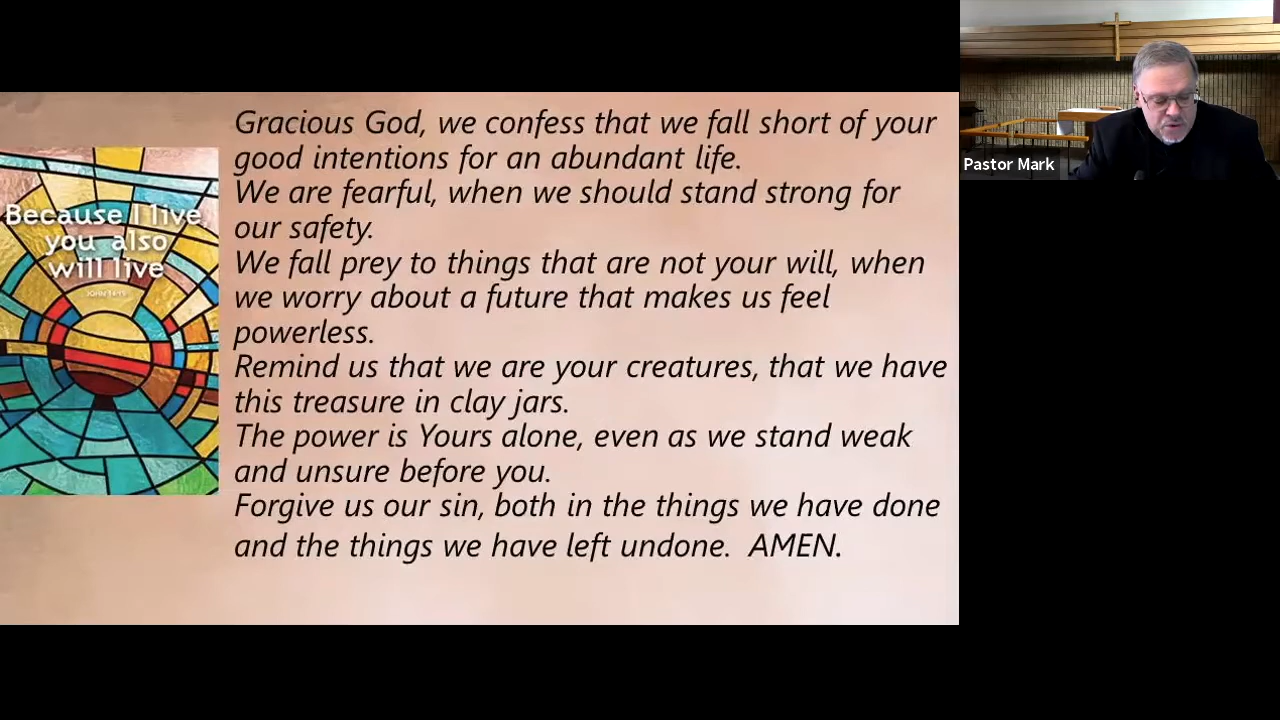 Gracious God, we confess that we fall short of your
good intentions for an abundant life.
We are fearful, when we should stand strong for
our safety.
We fall prey to things that are not your will, when
we worry about a future that makes us feel
powerless.
Remind us that we are your creatures, that we have
this treasure in clay jars.
The power is Yours alone, even as we stand weak
and unsure before you.
Forgive us our sin, both in the things we have done
and the things we have left undone.  AMEN.
Because I live,
you also
will live
Pastor Mark